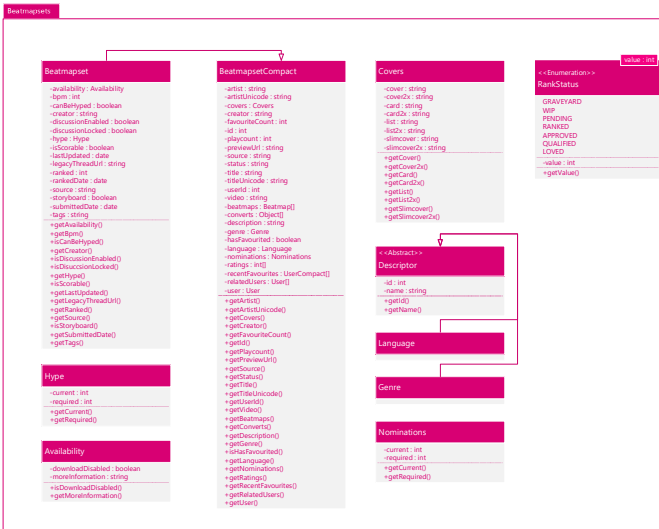 Beatmapsets
Beatmapset
-availability : Availability
-bpm : int
-canBeHyped : boolean
-creator : string
-discussionEnabled : boolean
-discussionLocked : boolean
-hype : Hype
-isScorable : boolean
-lastUpdated : date
-legacyThreadUrl : string
-ranked : int
-rankedDate : date
-source : string
-storyboard : boolean
-submittedDate : date
-tags : string
+getAvailability()
+getBpm()
+isCanBeHyped()
+getCreator()
+isDiscussionEnabled()
+isDisuccsionLocked()
+getHype()
+isScorable()
+getLastUpdated()
+getLegacyThreadUrl()
+getRanked()
+getSource()
+isStoryboard()
+getSubmittedDate()
+getTags()
Hype
-current : int
-required : int
+getCurrent()
+getRequired()
Availability
-downloadDisabled : boolean
-moreInformation : string
+isDownloadDisabled()
+getMoreInformation()
BeatmapsetCompact
-artist : string
-artistUnicode : string
-covers : Covers
-creator : string
-favouriteCount : int
-id : int
-playcount : int
-previewUrl : string
-source : string
-status : string
-title : string
-titleUnicode : string
-userId : int
-video : string
-beatmaps : Beatmap[]
-converts : Object[]
-description : string
-genre : Genre
-hasFavourited : boolean
-language : Language
-nominations : Nominations
-ratings : int[]
-recentFavourites : UserCompact[]
-relatedUsers : User[]
-user : User
+getArtist()
+getArtistUnicode()
+getCovers()
+getCreator()
+getFavouriteCount()
+getId()
+getPlaycount()
+getPreviewUrl()
+getSource()
+getStatus()
+getTitle()
+getTitleUnicode()
+getUserId()
+getVideo()
+getBeatmaps()
+getConverts()
+getDescription()
+getGenre()
+isHasFavourited()
+getLanguage()
+getNominations()
+getRatings()
+getRecentFavourites()
+getRelatedUsers()
+getUser()
Covers
-cover : string
-cover2x : string
-card : string
-card2x : string
-list : string
-list2x : string
-slimcover : string
-slimcover2x : string
+getCover()
+getCover2x()
+getCard()
+getCard2x()
+getList()
+getList2x()
+getSlimcover()
+getSlimcover2x()
<<Abstract>>
Descriptor
-id : int
-name : string
+getId()
+getName()
Language
Genre
Nominations
-current : int
-required : int
+getCurrent()
+getRequired()
value : int
<<Enumeration>>
RankStatus
GRAVEYARD
WIP
PENDING
RANKED
APPROVED
QUALIFIED
LOVED
-value : int
+getValue()